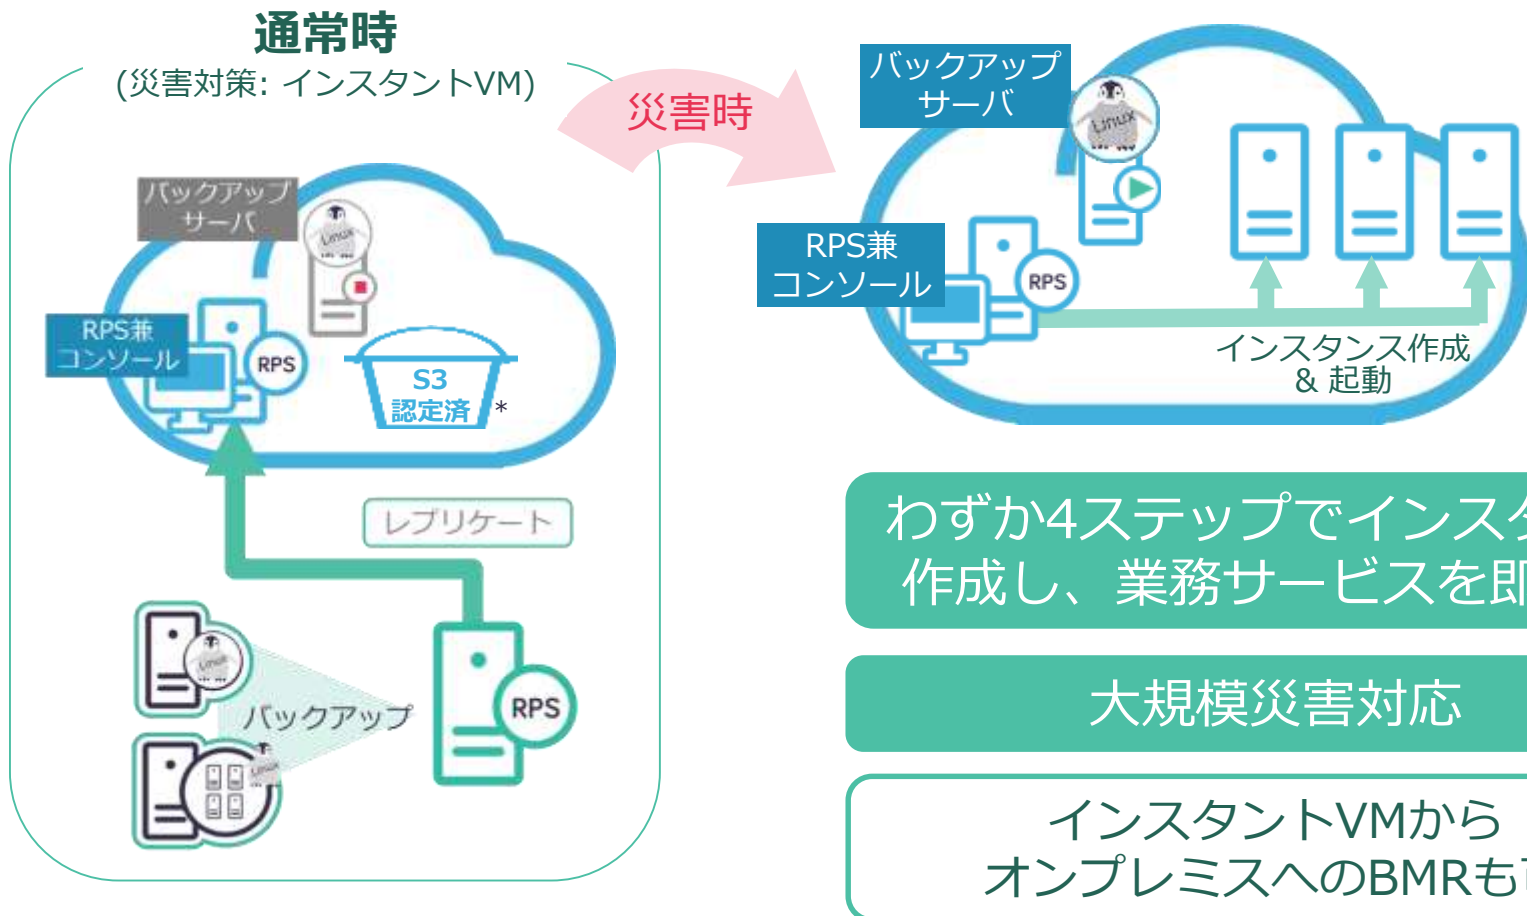 通常時
(災害対策: インスタントVM)
災害時
バックアップ
サーバ
Linux
RPS兼
コンソール
RPS
S3
認定済
*
レプリケート
Linux
バックアップ
RPS
Linux
バックアップ
サーバ
Linux
RPS兼
コンソール
RPS
インスタンス作成
& 起動
わずか4ステップでインスタ
作成し、業務サービスを即
大規模災害対応
インスタントVMから
オンプレミスへのBMRも